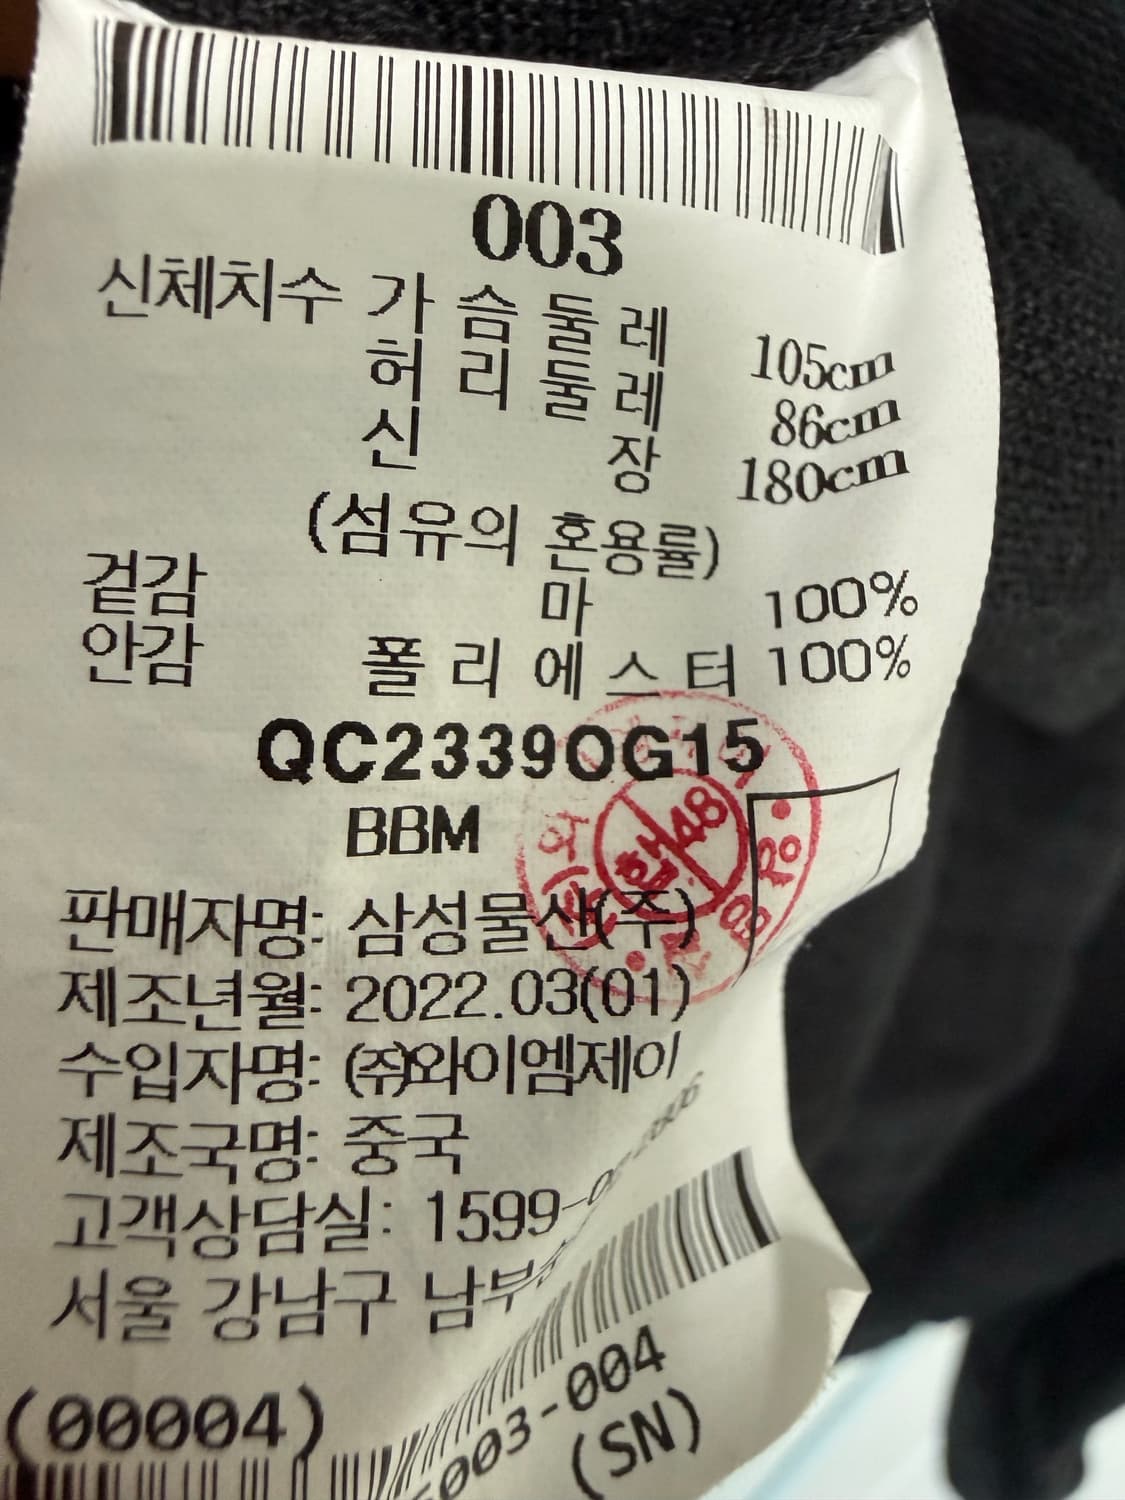 003
신체치수 가슴둘레 105cm
허리둘레 86cm
신장 180cm
(섬유의 혼용률)
겉감 마 100%
안감 폴리에스터 100%
QC2339OG15
BBM
48
판매자명: 삼성물산(주)
제조년월: 2022.03(01)
수입자명: (주)와이엠제이
제조국명: 중국
고객상담실: 1599-
서울 강남구
(00004)
003-004
(SN)